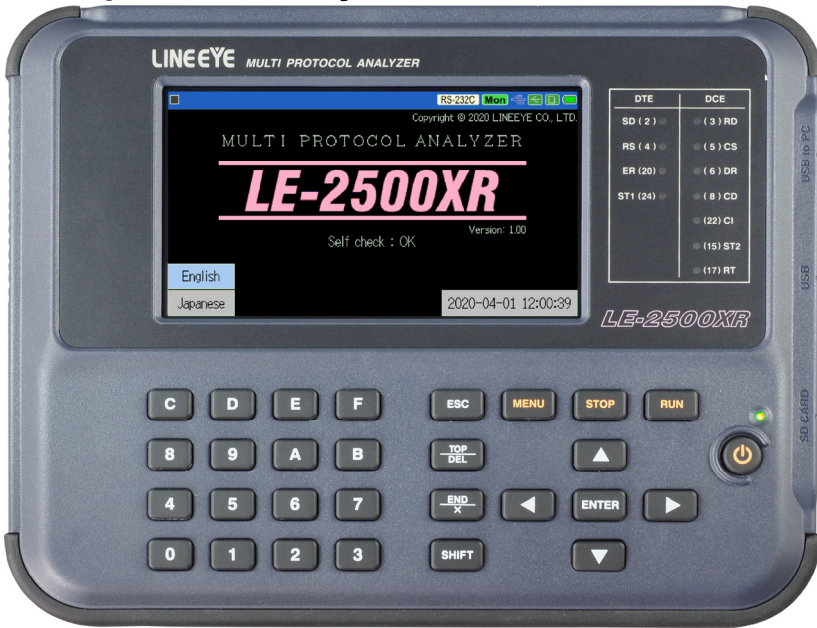 LINEEYE MULTI PROTOCOL ANALYZER
RS-232C Mon
Copyright © 2020 LINEEYE CO., LTD.
MULTI PROTOCOL ANALYZER
LE-2500XR
Version: 1.00
Self check : OK
English
Japanese
2020-04-01 12:00:39
DTE DCE
SD ( 2 ) ( 3 ) RD
RS ( 4 ) ( 5 ) CS
ER (20) ( 6 ) DR
ST1 (24) ( 8 ) CD
(22) CI
(15) ST2
(17) RT
LE-2500XR
USB to PC
USB
SD CARD
C D E F ESC MENU STOP RUN
8 9 A B TOP
DEL
4 5 6 7 END
×
ENTER
0 1 2 3 SHIFT